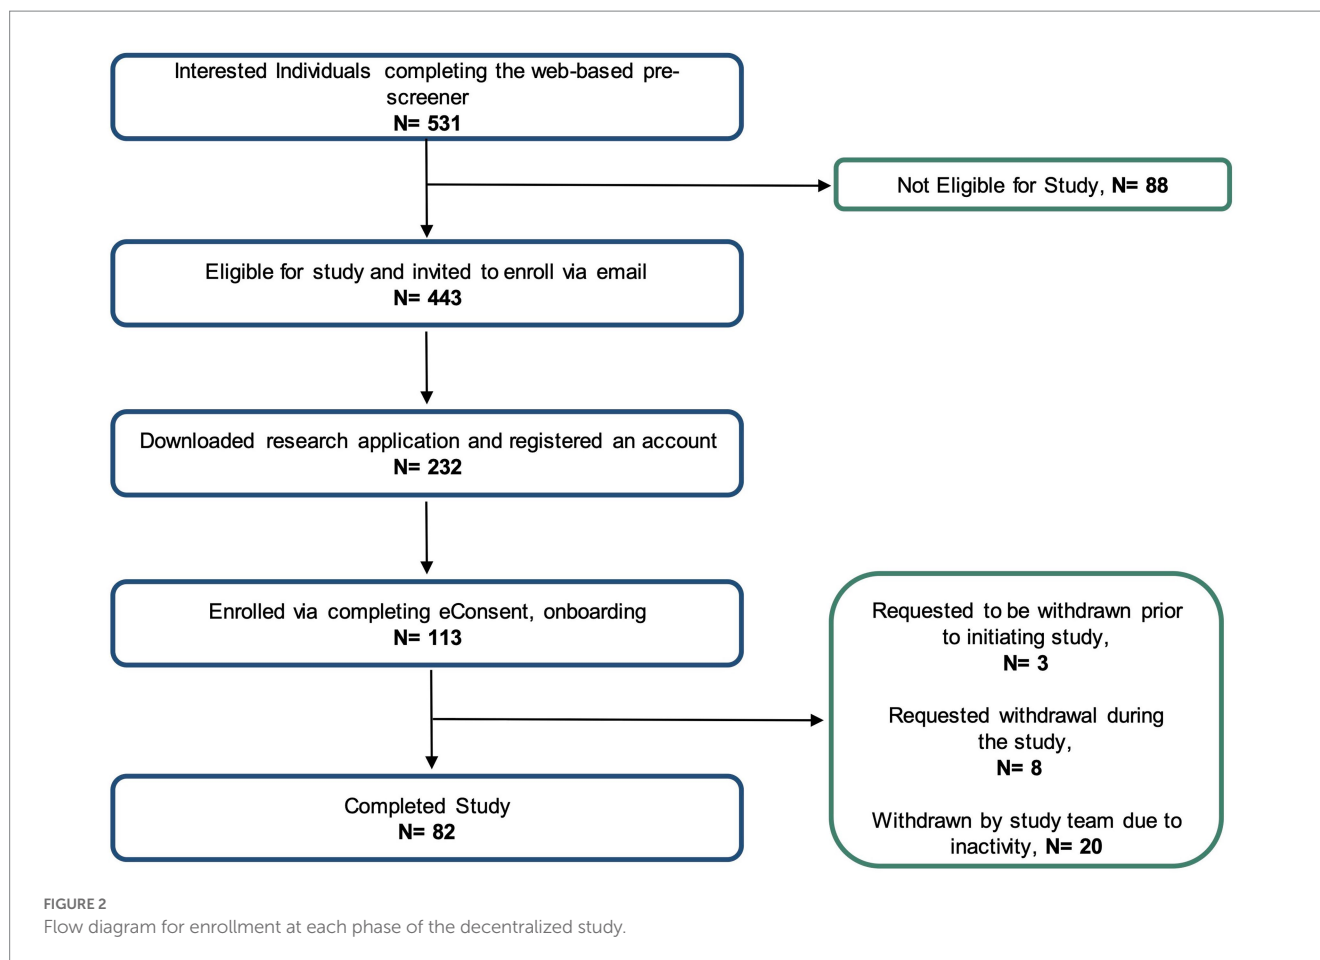 Interested Individuals completing the web-based pre-
screener
N= 531
Not Eligible for Study, N= 88
Eligible for study and invited to enroll via email
N= 443
Downloaded research application and registered an account
N= 232
Enrolled via completing eConsent, onboarding
N= 113
Requested to be withdrawn prior
to initiating study,
N= 3
Requested withdrawal during
the study,
N= 8
Withdrawn by study team due to
inactivity, N= 20
Completed Study
N= 82
FIGURE 2
Flow diagram for enrollment at each phase of the decentralized study.